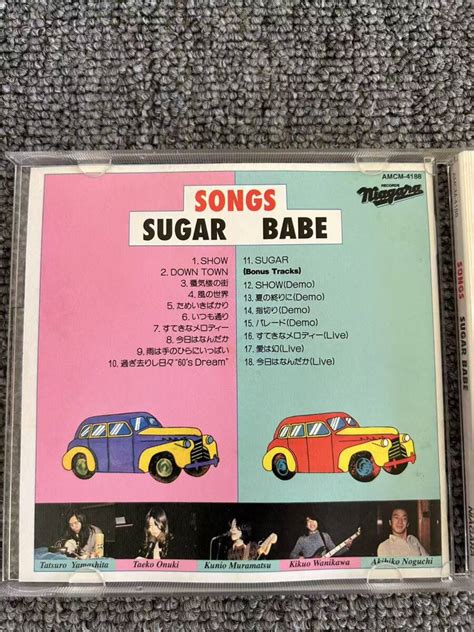 AMCM-4188
RECORDS
Niagara
SONGS
SUGAR BABE
1. SHOW
2. DOWN TOWN
3.蜃気楼の街
4. 風の世界
5. ためいきばかり
6. いつも通り
7. すてきなメロディー
8. 今日はなんだか
9. 雨は手のひらにいっぱい
10. 過ぎ去りし日々 "60's Dream"
11. SUGAR
(Bonus Tracks)
12. SHOW(Demo)
13. 夏の終りに(Demo)
14. 指切り(Demo)
15. パレード(Demo)
16. すてきなメロディー(Live)
17. 愛は幻(Live)
18. 今日はなんだか(Live)
Tatsuro Yamashita
Taeko Onuki
Kunio Muramatsu
Kikuo Wanikawa
Akihiko Noguchi
SONGS
SUGAR BABE